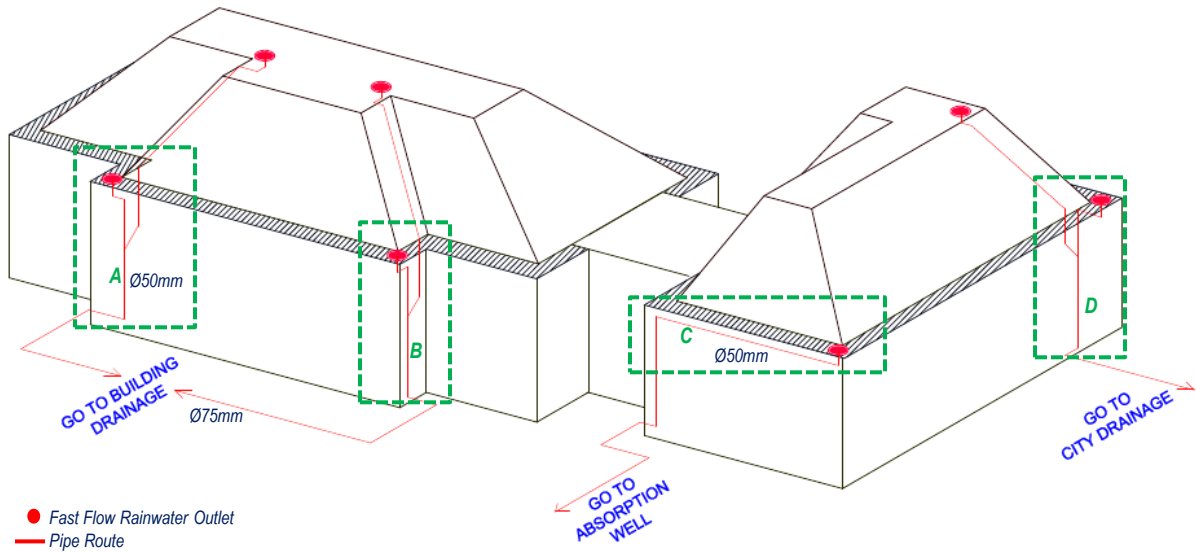 A
Ø50mm
B
GO TO BUILDING
DRAINAGE
Ø75mm
C
Ø50mm
D
GO TO
ABSORPTION
WELL
GO TO
CITY DRAINAGE
Fast Flow Rainwater Outlet
Pipe Route